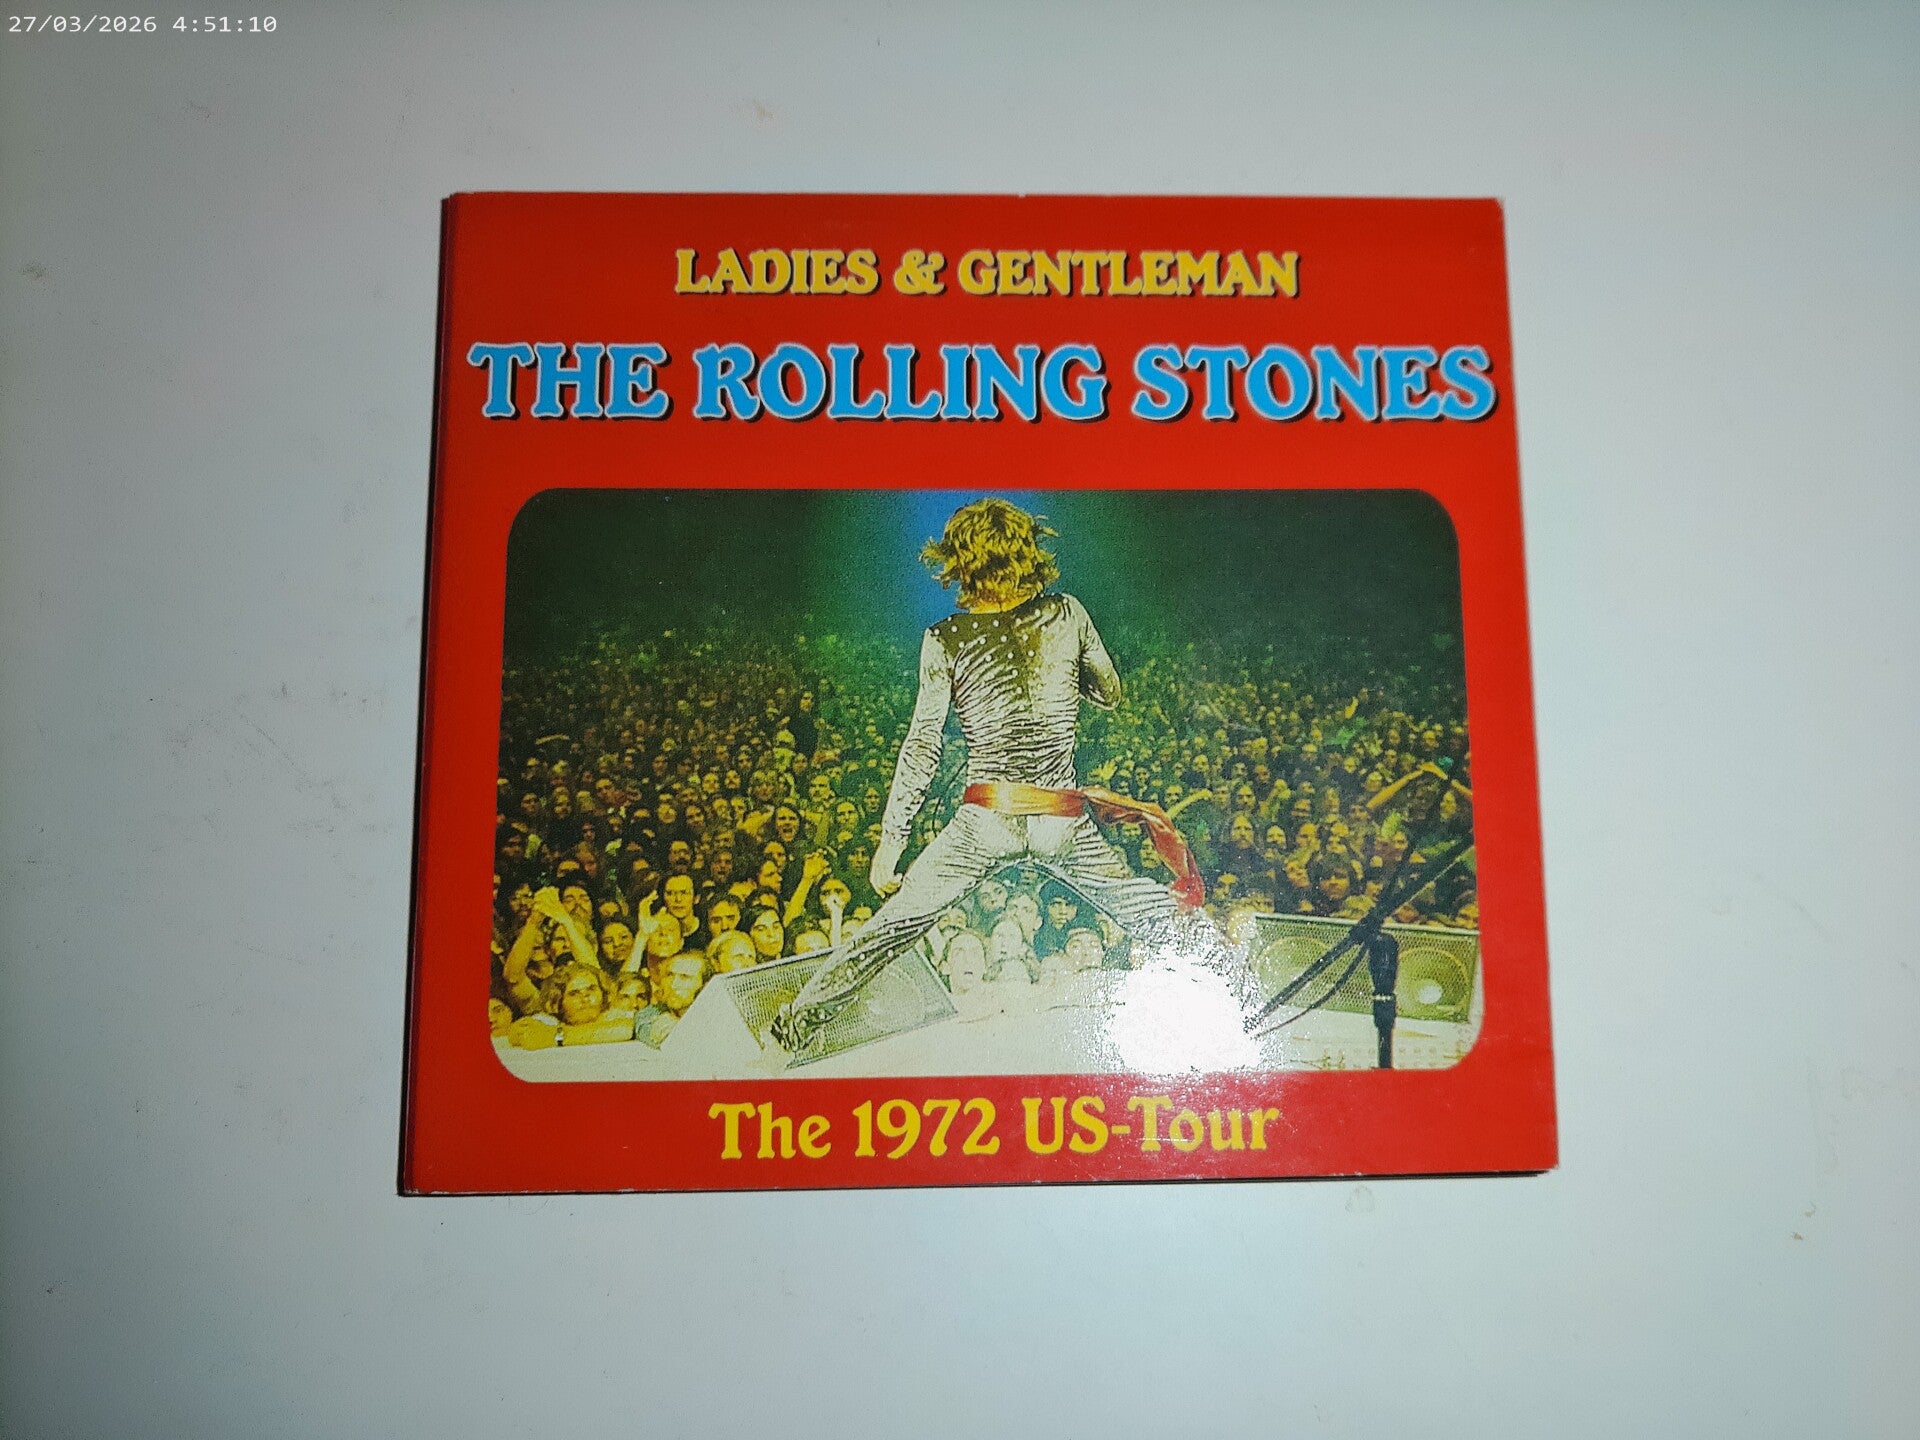 27/03/2026 4:51:10
LADIES & GENTLEMAN
THE ROLLING STONES
The 1972 US-Tour